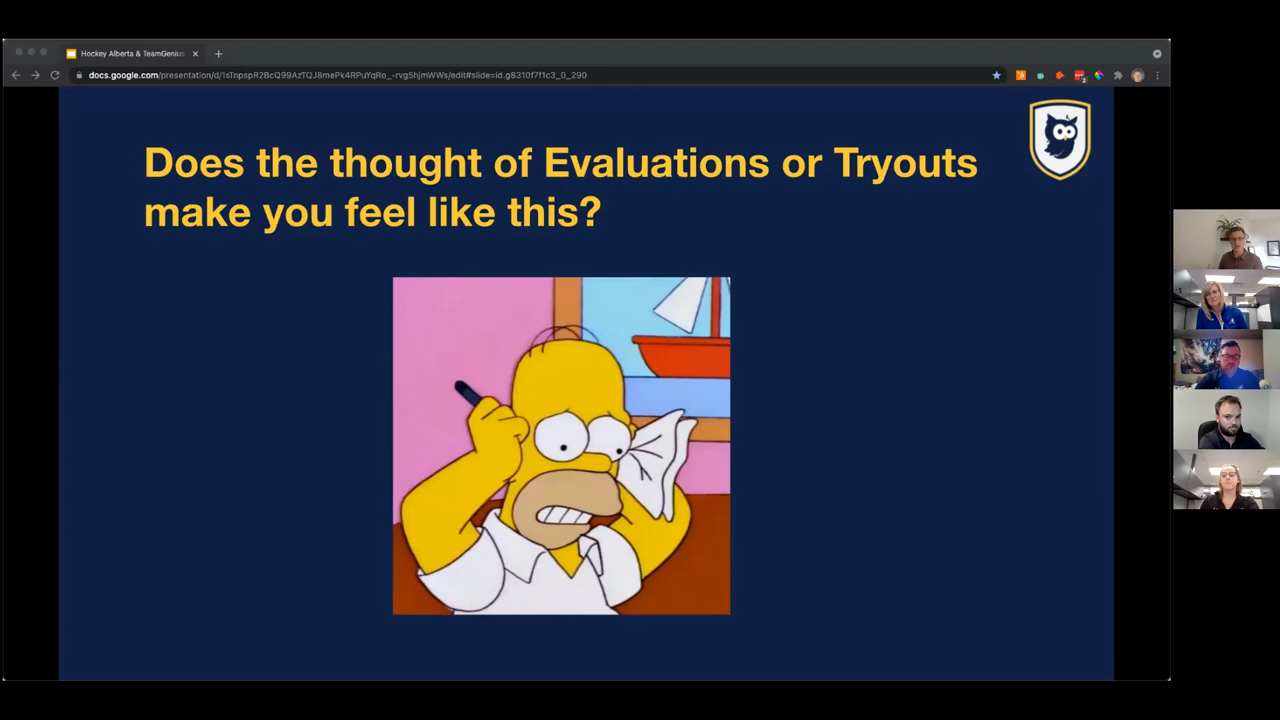 Hockey Alberta & TeamGenius
docs.google.com/presentation/d/1sTnpspR2BcQ99AzTQJ8mePk4RPuYqRo_-rvg5hjmWWs/edit#slide=id.g8310f7f1c3_0_290
Does the thought of Evaluations or Tryouts
make you feel like this?